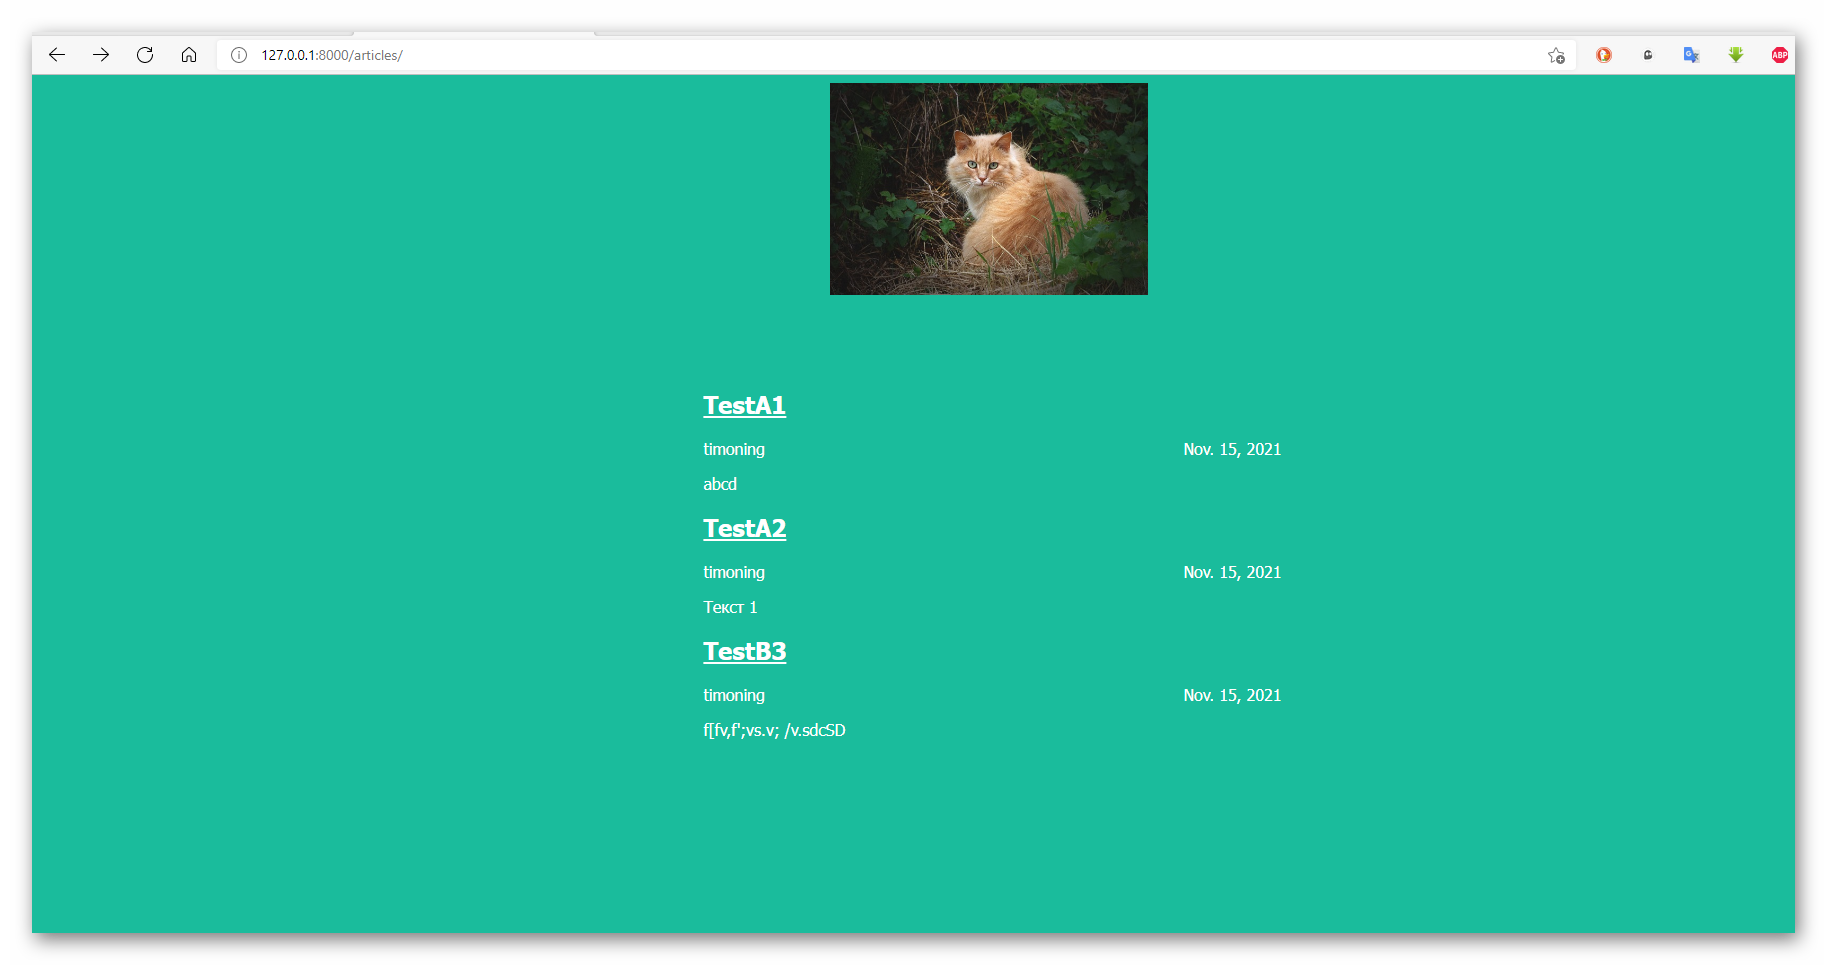 127.0.0.1:8000/articles/
ABP
TestA1
timoning Nov. 15, 2021
abcd
TestA2
timoning Nov. 15, 2021
Текст 1
TestB3
timoning Nov. 15, 2021
f[fv,f';vs.v; /v.sdcSD